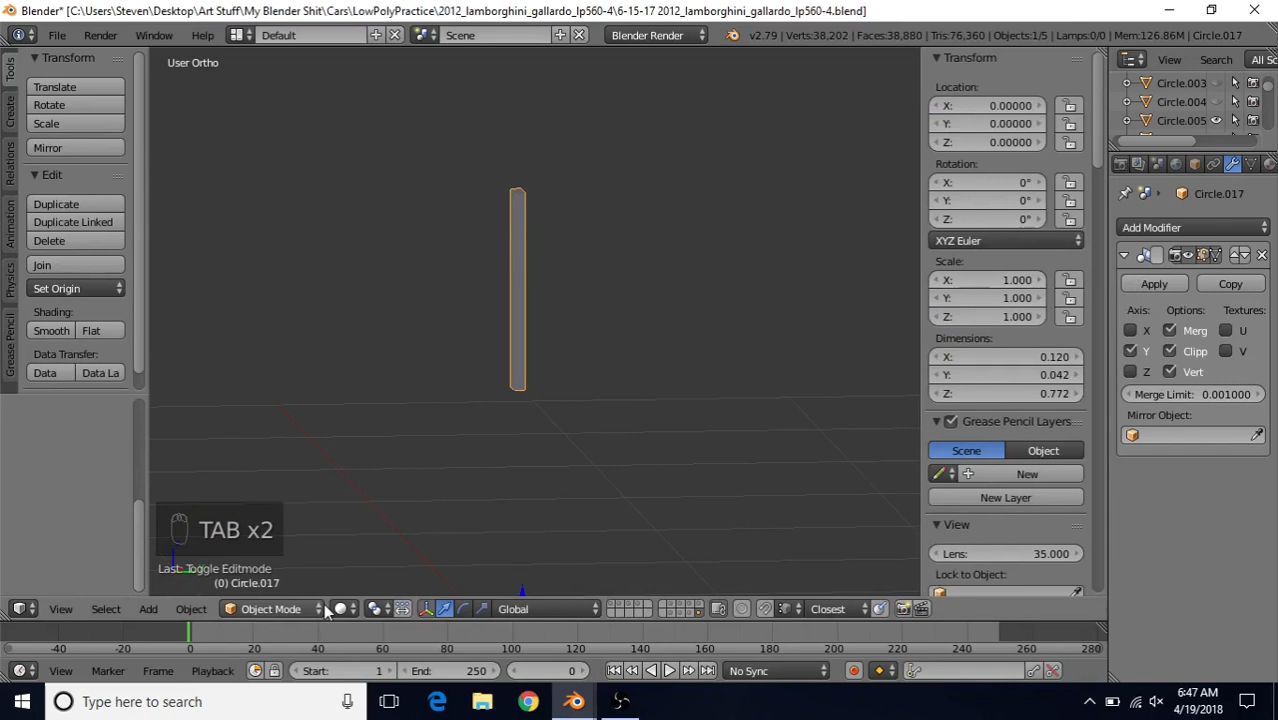 Blender* [C:\Users\Steven\Desktop\Art Stuff\My Blender Shit\Cars\LowPolyPractice\2012_lamborghini_gallardo_lp560-4\6-15-17 2012_lamborghini_gallardo_lp560-4.blend]
File Render Window Help Default Scene Blender Render v2.79 | Verts:38,202 | Faces:38,880 | Tris:76,360 | Objects:1/5 | Lamps:0/0 | Mem:126.86M | Circle.017
Tools
Create
Relations
Animation
Physics
Grease Pencil
Transform
Translate
Rotate
Scale
Mirror
Edit
Duplicate
Duplicate Linked
Delete
Join
Set Origin
Shading:
Smooth Flat
Data Transfer:
Data Data La
User Ortho
TAB x2
Last: Toggle Editmode
(0) Circle.017
Transform
Location:
X: 0.00000
Y: 0.00000
Z: 0.00000
Rotation:
X: 0°
Y: 0°
Z: 0°
XYZ Euler
Scale:
X: 1.000
Y: 1.000
Z: 1.000
Dimensions:
X: 0.120
Y: 0.042
Z: 0.772
Grease Pencil Layers
Scene Object
New
New Layer
View
Lens: 35.000
Lock to Object:
View Search All Sc
Circle.003
Circle.004
Circle.005
Circle.017
Add Modifier
Apply Copy
Axis: Options: Textures:
X Merg U
Y Clipp V
Z Vert
Merge Limit: 0.001000
Mirror Object:
View Select Add Object Object Mode Global Closest
0 20 40 60 80 100 120 140 160 180 200 220 240 260 280
View Marker Frame Playback Start: 1 End: 250 0 No Sync
Type here to search
6:47 AM
4/19/2018